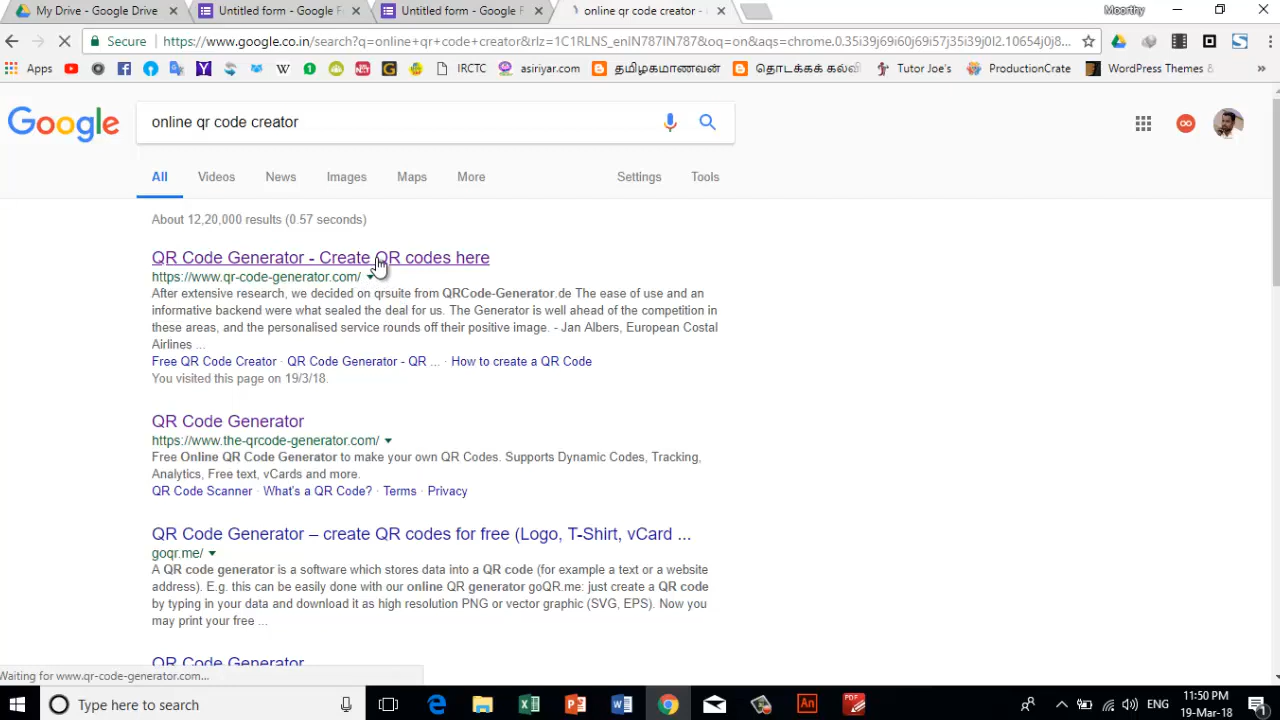 My Drive - Google Drive
Untitled form - Google F
Untitled form - Google F
online qr code creator -
Moorthy
Secure
https://www.google.co.in/search?q=online+qr+code+creator&rlz=1C1RLNS_enIN787IN787&oq=on&aqs=chrome.0.35i39j69i60j69i57j35i39j0l2.10654j0j8...
Apps
IRCTC
asiriyar.com
தமிழகமாணவன்
தொடக்கக் கல்வி
Tutor Joe's
ProductionCrate
WordPress Themes &
Google
online qr code creator
All
Videos
News
Images
Maps
More
Settings
Tools
About 12,20,000 results (0.57 seconds)
QR Code Generator - Create QR codes here
https://www.qr-code-generator.com/
After extensive research, we decided on qrsuite from QRCode-Generator.de The ease of use and an
informative backend were what sealed the deal for us. The Generator is well ahead of the competition in
these areas, and the personalised service rounds off their positive image. - Jan Albers, European Costal
Airlines ...
Free QR Code Creator · QR Code Generator - QR ... · How to create a QR Code
You visited this page on 19/3/18.
QR Code Generator
https://www.the-qrcode-generator.com/
Free Online QR Code Generator to make your own QR Codes. Supports Dynamic Codes, Tracking,
Analytics, Free text, vCards and more.
QR Code Scanner · What's a QR Code? · Terms · Privacy
QR Code Generator – create QR codes for free (Logo, T-Shirt, vCard ...
goqr.me/
A QR code generator is a software which stores data into a QR code (for example a text or a website
address). E.g. this can be easily done with our online QR generator goQR.me: just create a QR code
by typing in your data and download it as high resolution PNG or vector graphic (SVG, EPS). Now you
may print your free ...
QR Code Generator
Waiting for www.qr-code-generator.com...
Type here to search
ENG
11:50 PM
19-Mar-18